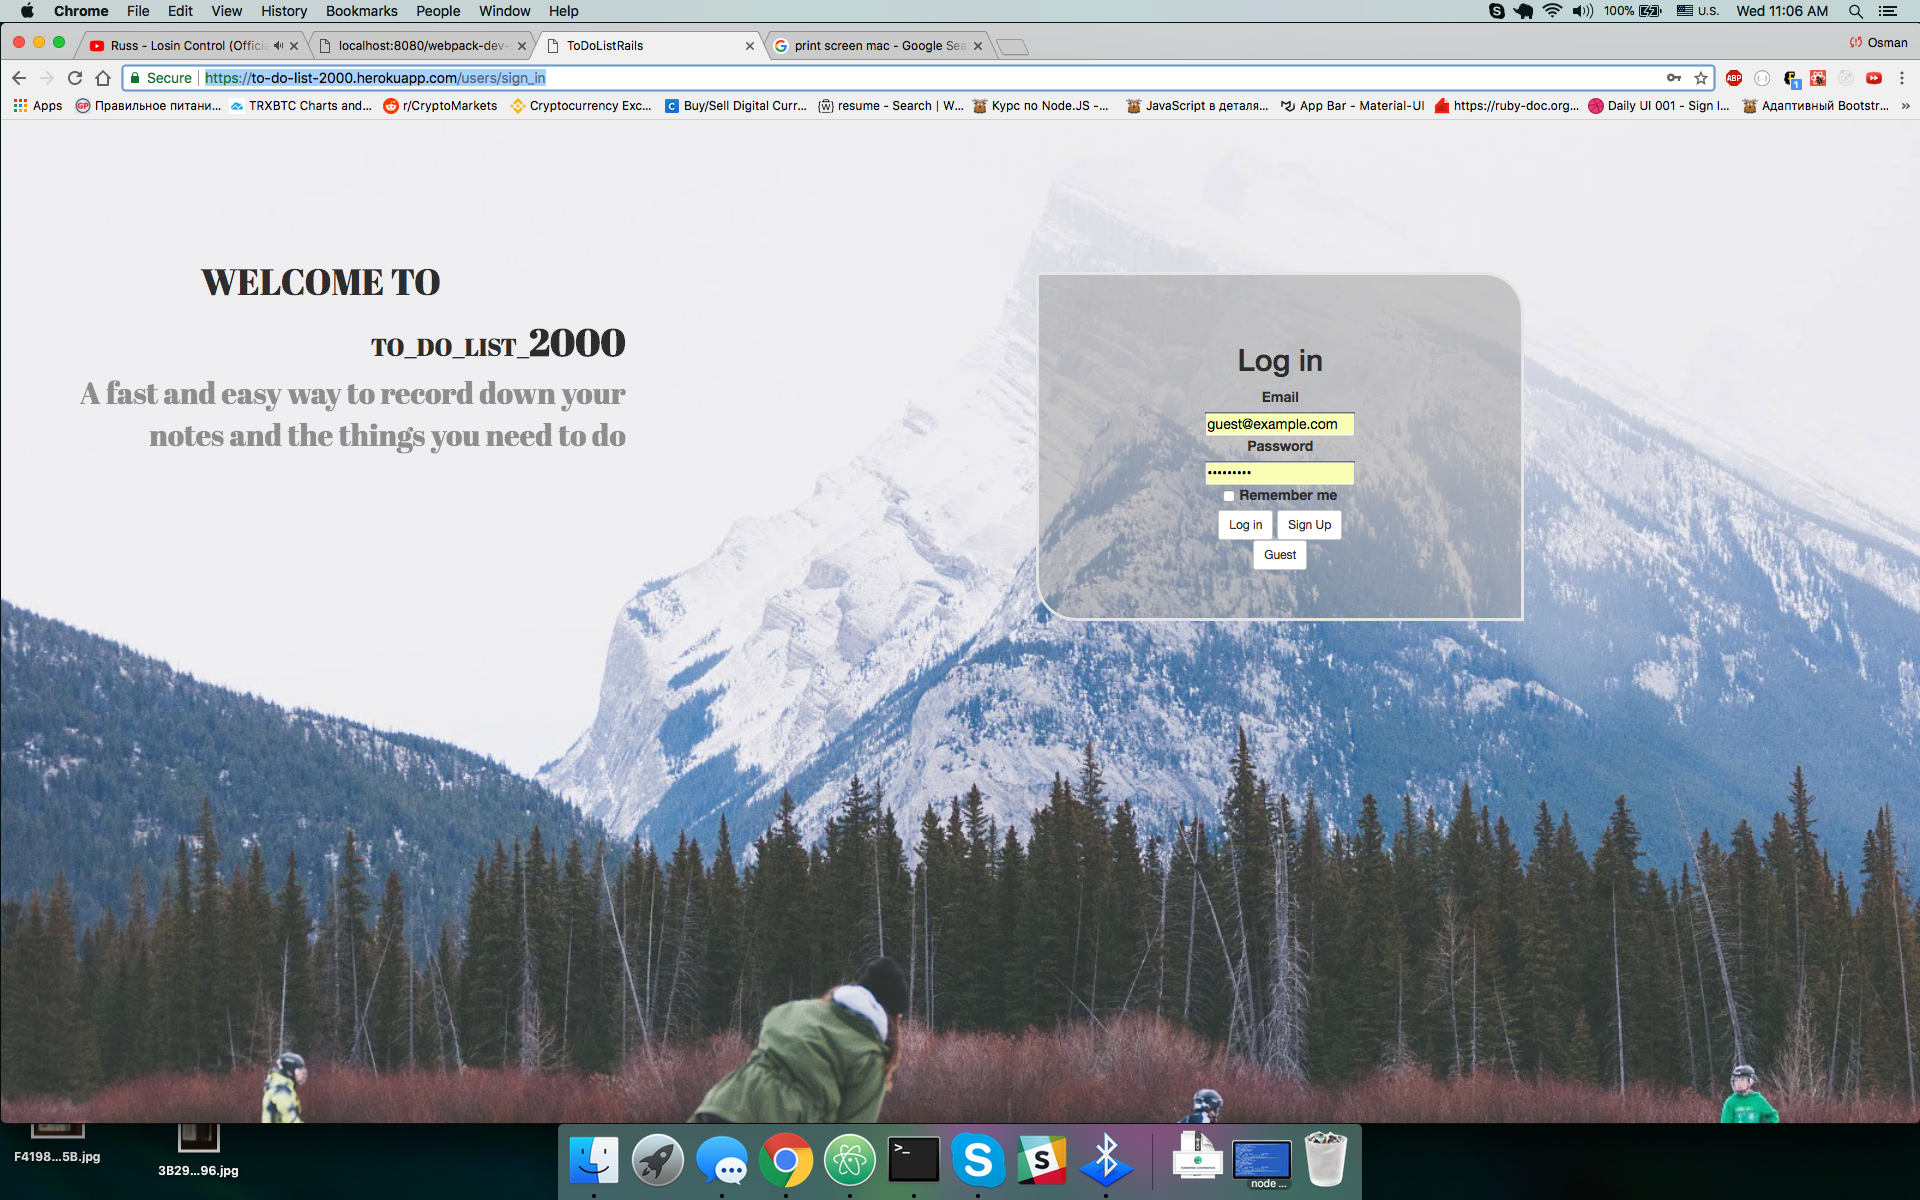 Chrome File Edit View History Bookmarks People Window Help
100% U.S. Wed 11:06 AM
Russ - Losin Control (Officia
localhost:8080/webpack-dev-s
ToDoListRails
print screen mac - Google Sea
Osman
Secure https://to-do-list-2000.herokuapp.com/users/sign_in
ABP
1
Apps
GP Правильное питани...
TRXBTC Charts and...
r/CryptoMarkets
Cryptocurrency Exc...
C Buy/Sell Digital Curr...
resume - Search | W...
Курс по Node.JS -...
JavaScript в деталя...
App Bar - Material-UI
https://ruby-doc.org...
Daily UI 001 - Sign I...
Адаптивный Bootstr...
»
WELCOME TO
TO_DO_LIST_2000
A fast and easy way to record down your
notes and the things you need to do
Log in
Email
guest@example.com
Password
•••••••••
Remember me
Log in Sign Up
Guest
F4198...5B.jpg
3B29...96.jpg
>_
S
S
node ...